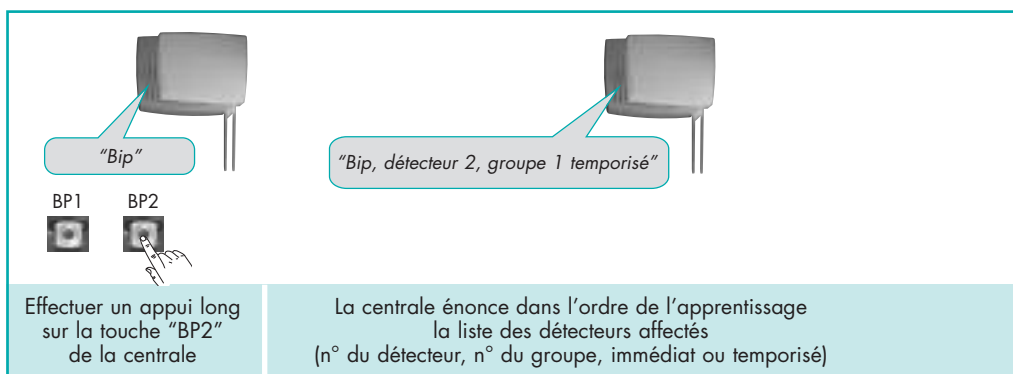 “Bip”
“Bip, détecteur 2, groupe 1 temporisé”
BP1 BP2
Effectuer un appui long
sur la touche “BP2”
de la centrale
La centrale énonce dans l’ordre de l’apprentissage
la liste des détecteurs affectés
(n° du détecteur, n° du groupe, immédiat ou temporisé)